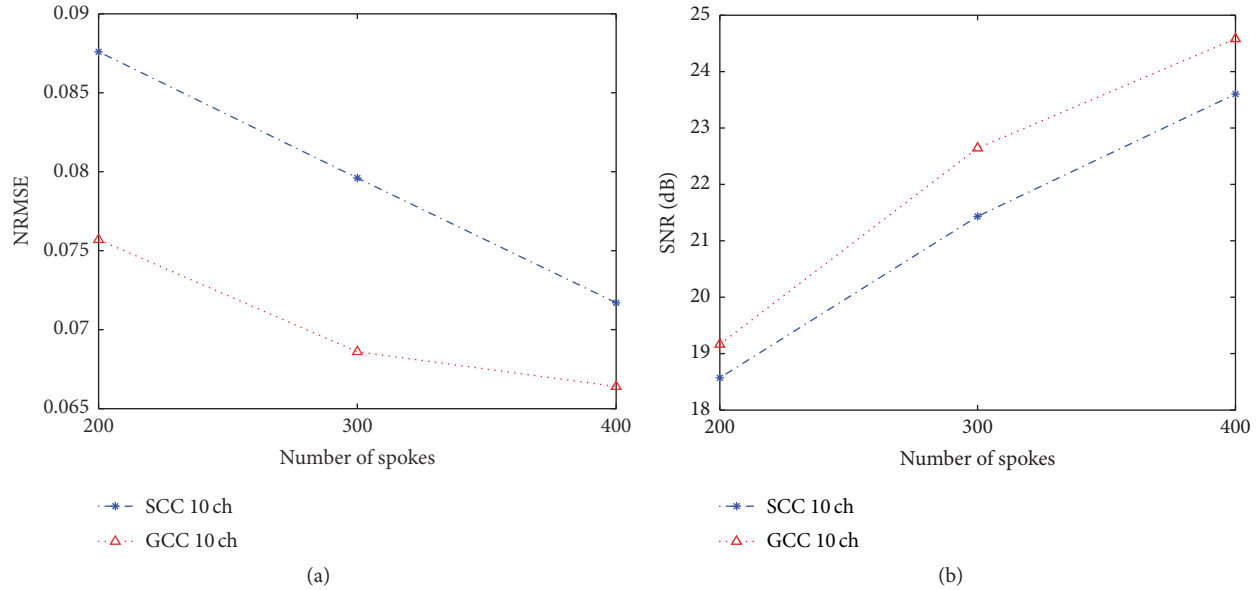 0.09
0.085
0.08
0.075
0.07
0.065
NRMSE
200
300
400
Number of spokes
SCC 10 ch
GCC 10 ch
(a)
25
24
23
22
21
20
19
18
SNR (dB)
200
300
400
Number of spokes
SCC 10 ch
GCC 10 ch
(b)